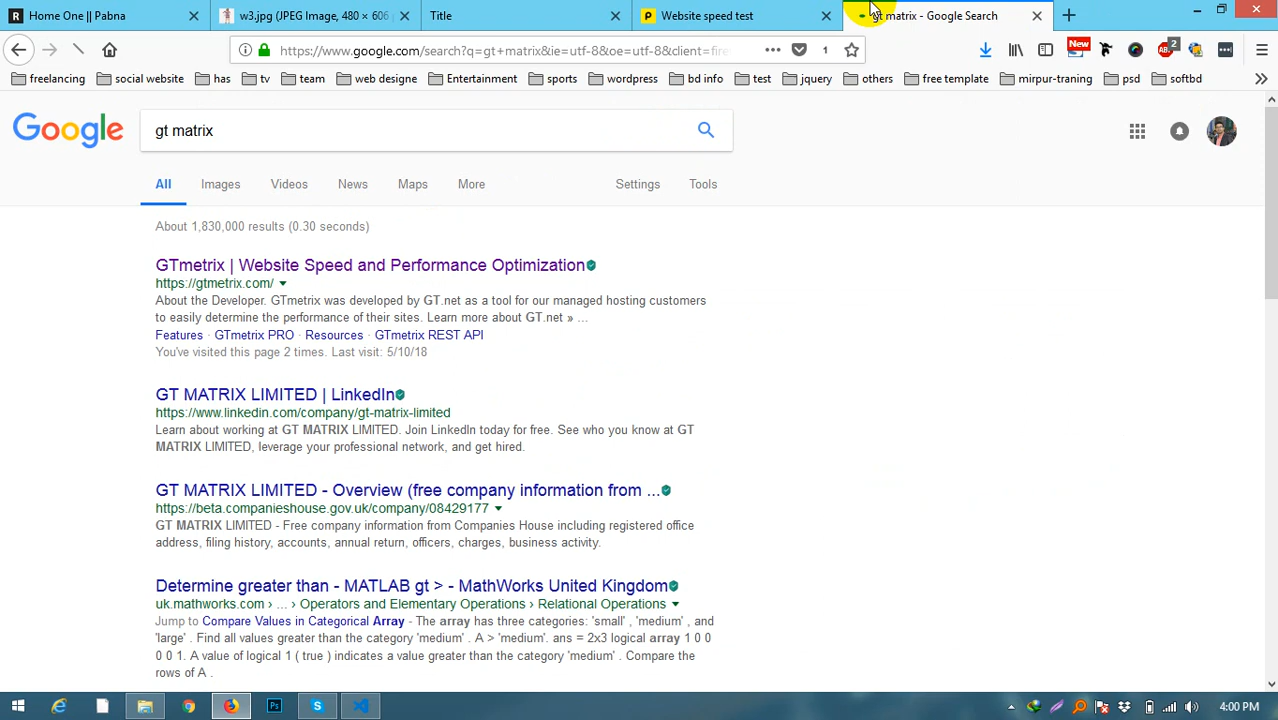 Home One || Pabna
w3.jpg (JPEG Image, 480 × 606
Title
Website speed test
gt matrix - Google Search
https://www.google.com/search?q=gt+matrix&ie=utf-8&oe=utf-8&client=fire
1
New
2
freelancing
social website
has
tv
team
web designe
Entertainment
sports
wordpress
bd info
test
jquery
others
free template
mirpur-traning
psd
softbd
Google
gt matrix
All
Images
Videos
News
Maps
More
Settings
Tools
About 1,830,000 results (0.30 seconds)
GTmetrix | Website Speed and Performance Optimization
https://gtmetrix.com/
About the Developer. GTmetrix was developed by GT.net as a tool for our managed hosting customers
to easily determine the performance of their sites. Learn more about GT.net » ...
Features · GTmetrix PRO · Resources · GTmetrix REST API
You've visited this page 2 times. Last visit: 5/10/18
GT MATRIX LIMITED | LinkedIn
https://www.linkedin.com/company/gt-matrix-limited
Learn about working at GT MATRIX LIMITED. Join LinkedIn today for free. See who you know at GT
MATRIX LIMITED, leverage your professional network, and get hired.
GT MATRIX LIMITED - Overview (free company information from ...
https://beta.companieshouse.gov.uk/company/08429177
GT MATRIX LIMITED - Free company information from Companies House including registered office
address, filing history, accounts, annual return, officers, charges, business activity.
Determine greater than - MATLAB gt > - MathWorks United Kingdom
uk.mathworks.com › ... › Operators and Elementary Operations › Relational Operations
Jump to Compare Values in Categorical Array - The array has three categories: 'small' , 'medium' , and
'large' . Find all values greater than the category 'medium' . A > 'medium'. ans = 2x3 logical array 1 0 0
0 0 1. A value of logical 1 ( true ) indicates a value greater than the category 'medium' . Compare the
rows of A .
4:00 PM